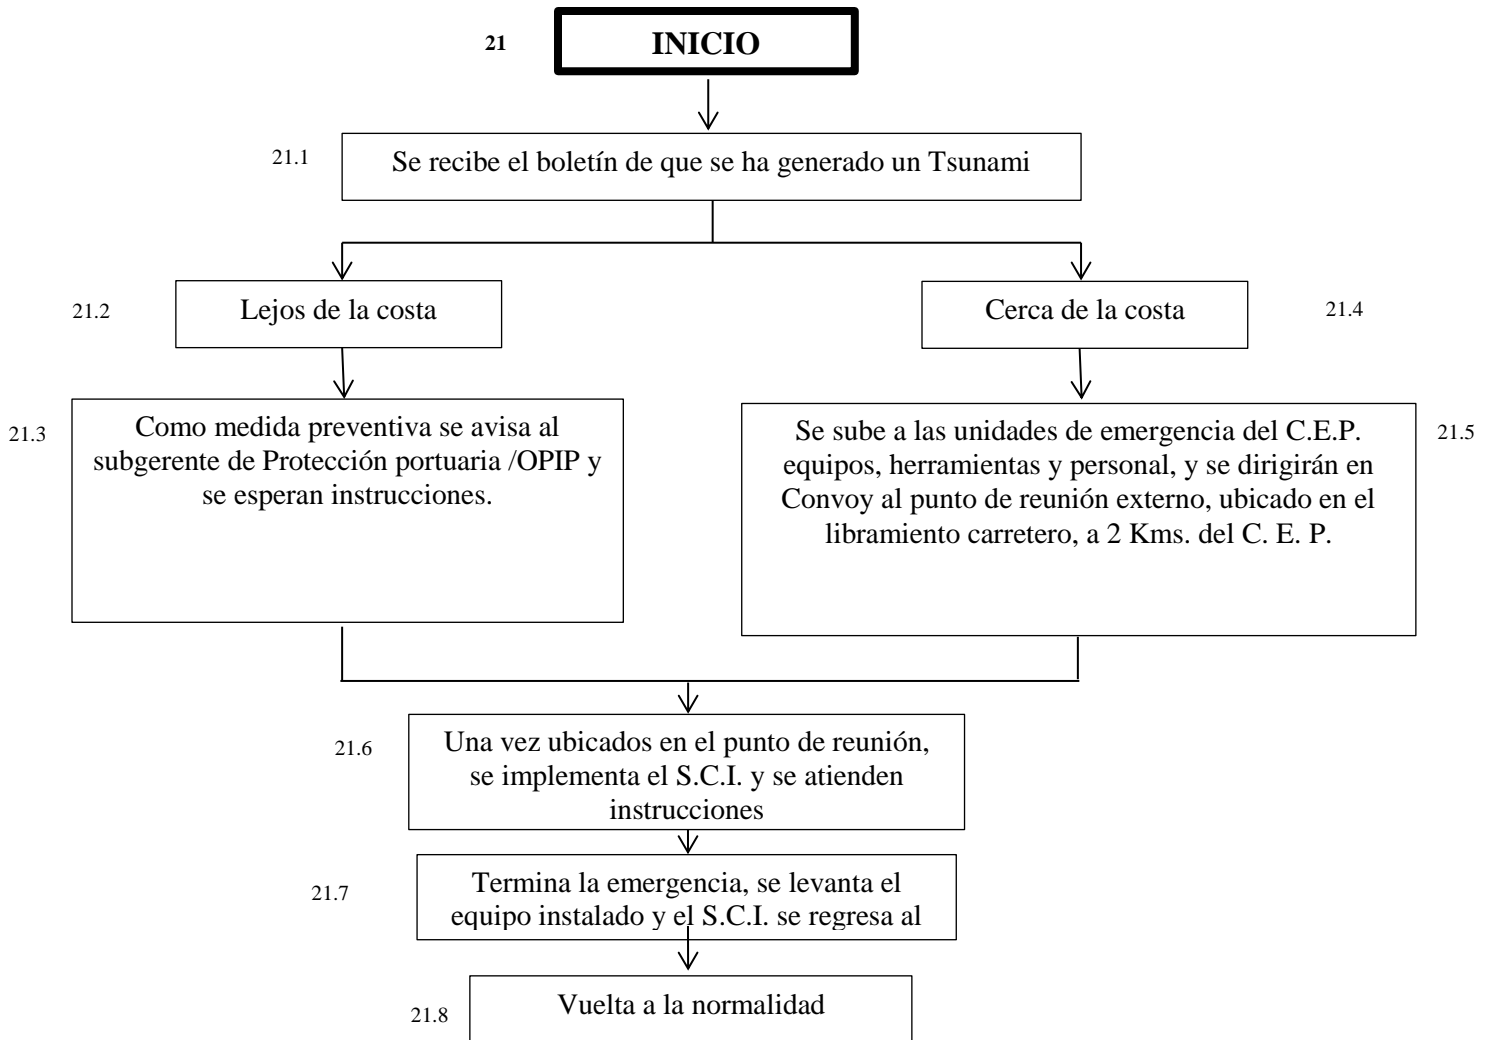 21
INICIO
21.1
Se recibe el boletín de que se ha generado un Tsunami
21.2
Lejos de la costa
Cerca de la costa
21.4
21.3
Como medida preventiva se avisa al
subgerente de Protección portuaria /OPIP y
se esperan instrucciones.
Se sube a las unidades de emergencia del C.E.P.
equipos, herramientas y personal, y se dirigirán en
Convoy al punto de reunión externo, ubicado en el
libramiento carretero, a 2 Kms. del C. E. P.
21.5
21.6
Una vez ubicados en el punto de reunión,
se implementa el S.C.I. y se atienden
instrucciones
21.7
Termina la emergencia, se levanta el
equipo instalado y el S.C.I. se regresa al
21.8
Vuelta a la normalidad